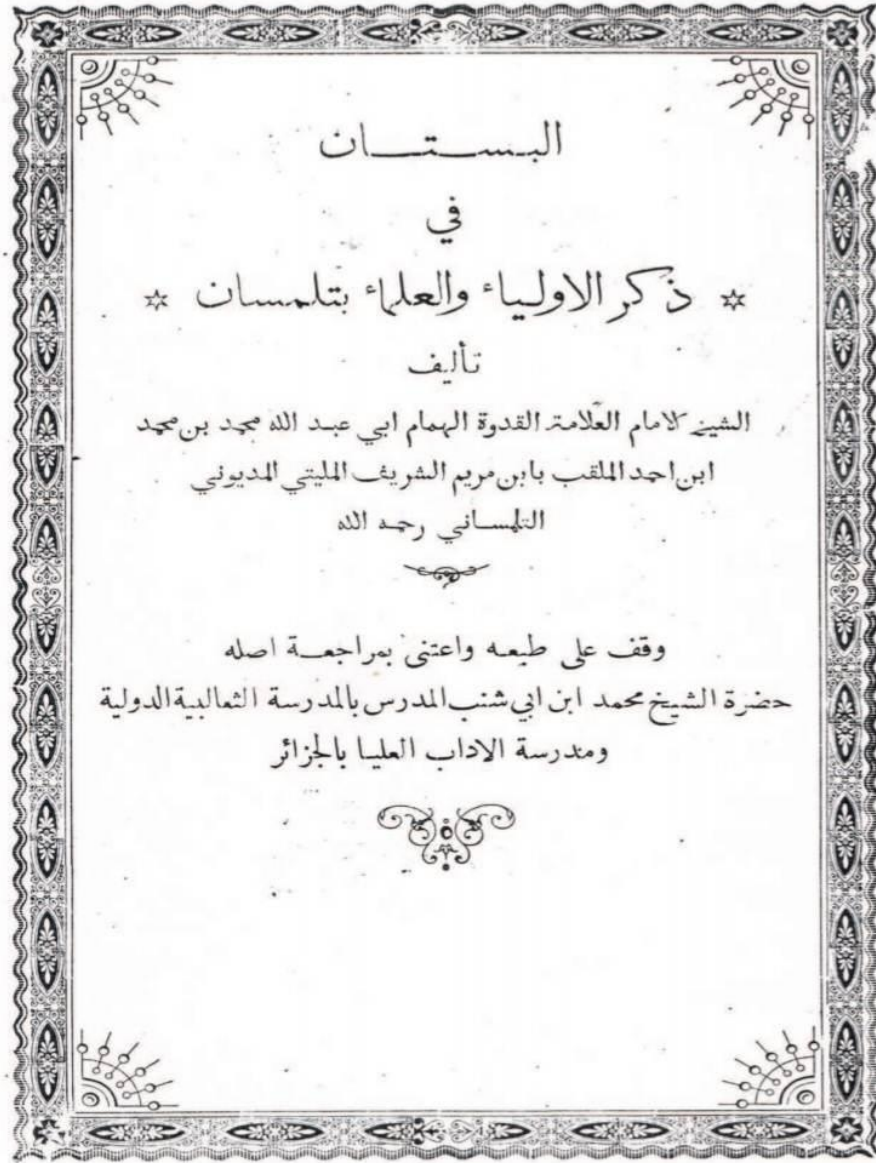 البستان
في
ذكر الاولياء والعلماء بتلمسان
تأليف
الشيخ الامام العلامة القدوة الهمام ابي عبد الله محمد بن محمد
ابن احمد الملقب بابن مريم الشريف المليتي المديوني
التلمساني رحمه الله
وقف على طبعه واعتنى بمراجعة اصله
حضرة الشيخ محمد ابن ابي شنب المدرس بالمدرسة الثعالبية الدولية
ومدرسة الاداب العليا بالجزائر